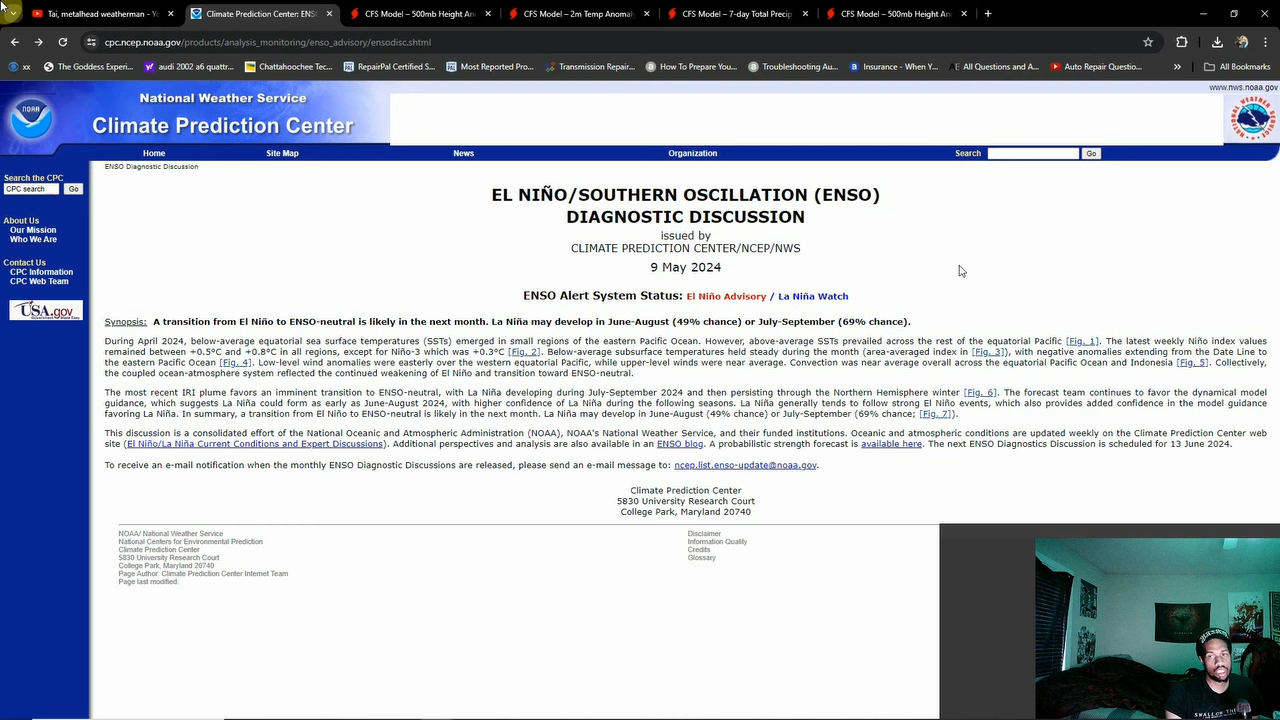 Tai, metalhead weatherman - Yo
Climate Prediction Center: ENSO
CFS Model – 500mb Height An
CFS Model – 2m Temp Anomal
CFS Model – 7-day Total Precip
CFS Model – 500mb Height An
cpc.ncep.noaa.gov/products/analysis_monitoring/enso_advisory/ensodisc.shtml
xx
The Goddess Experi...
audi 2002 a6 quattr...
Chattahoochee Tec...
RepairPal Certified S...
Most Reported Pro...
Transmission Repair...
How To Prepare You...
Troubleshooting Au...
Insurance - When Y...
All Questions and A...
Auto Repair Questio...
All Bookmarks
www.nws.noaa.gov
NOAA
National Weather Service
Climate Prediction Center
Home
Site Map
News
Organization
Search
Go
ENSO Diagnostic Discussion
Search the CPC
CPC search
Go
About Us
Our Mission
Who We Are
Contact Us
CPC Information
CPC Web Team
USA.gov
EL NIÑO/SOUTHERN OSCILLATION (ENSO)
DIAGNOSTIC DISCUSSION
issued by
CLIMATE PREDICTION CENTER/NCEP/NWS
9 May 2024
ENSO Alert System Status: El Niño Advisory / La Niña Watch
Synopsis: A transition from El Niño to ENSO-neutral is likely in the next month. La Niña may develop in June-August (49% chance) or July-September (69% chance).
During April 2024, below-average equatorial sea surface temperatures (SSTs) emerged in small regions of the eastern Pacific Ocean. However, above-average SSTs prevailed across the rest of the equatorial Pacific [Fig. 1]. The latest weekly Niño index values
remained between +0.5ºC and +0.8ºC in all regions, except for Niño-3 which was +0.3ºC [Fig. 2]. Below-average subsurface temperatures held steady during the month (area-averaged index in [Fig. 3]), with negative anomalies extending from the Date Line to
the eastern Pacific Ocean [Fig. 4]. Low-level wind anomalies were easterly over the western equatorial Pacific, while upper-level winds were near average. Convection was near average overall across the equatorial Pacific and Indonesia [Fig. 5]. Collectively,
the coupled ocean-atmosphere system reflected the continued weakening of El Niño and transition toward ENSO-neutral.
The most recent IRI plume favors an imminent transition to ENSO-neutral, with La Niña developing during July-September 2024 and then persisting through the Northern Hemisphere winter [Fig. 6]. The forecast team continues to favor the dynamical model
guidance, which suggests La Niña could form as early as June-August 2024, with higher confidence of La Niña during the following seasons. La Niña generally tends to follow strong El Niño events, which also provides added confidence in the model guidance
favoring La Niña. In summary, a transition from El Niño to ENSO-neutral is likely in the next month. La Niña may develop in June-August (49% chance) or July-September (69% chance; [Fig. 7]).
This discussion is a consolidated effort of the National Oceanic and Atmospheric Administration (NOAA), NOAA's National Weather Service, and their funded institutions. Oceanic and atmospheric conditions are updated weekly on the Climate Prediction Center web
site (El Niño/La Niña Current Conditions and Expert Discussions). Additional perspectives and analysis are also available in an ENSO blog. A probabilistic strength forecast is available here. The next ENSO Diagnostics Discussion is scheduled for 13 June 2024.
To receive an e-mail notification when the monthly ENSO Diagnostic Discussions are released, please send an e-mail message to: ncep.list.enso-update@noaa.gov.
Climate Prediction Center
5830 University Research Court
College Park, Maryland 20740
NOAA/ National Weather Service
National Centers for Environmental Prediction
Climate Prediction Center
5830 University Research Court
College Park, Maryland 20740
Page Author: Climate Prediction Center Internet Team
Page last modified:
Disclaimer
Information Quality
Credits
Glossary
SWALLOW THE